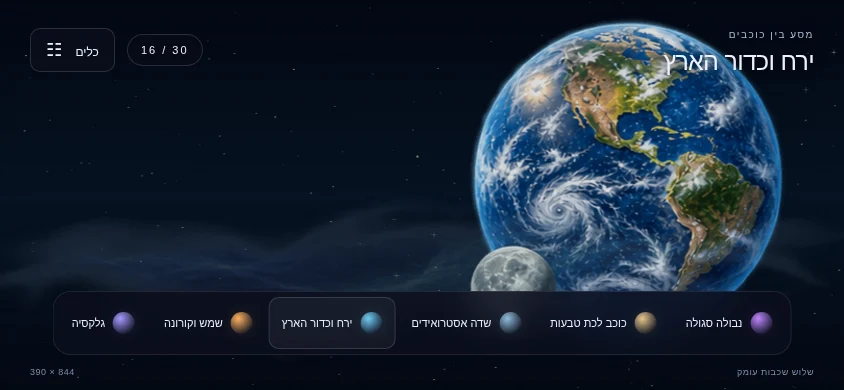 מסע בין כוכבים
ירח וכדור הארץ
16 / 30
כלים
נבולה סגולה
כוכב לכת טבעות
שדה אסטרואידים
ירח וכדור הארץ
שמש וקורונה
גלקסיה
שלוש שכבות עומק
390 × 844